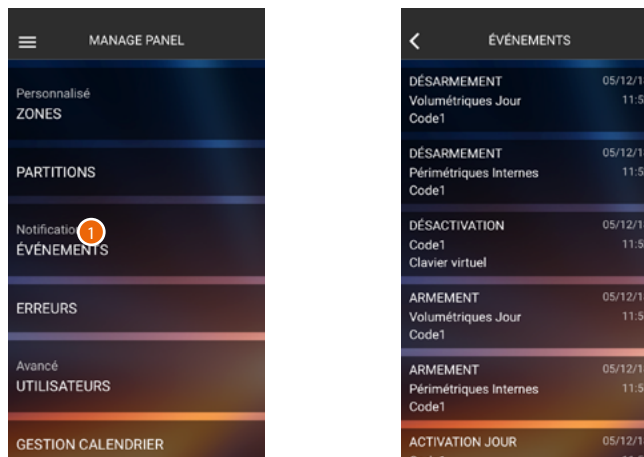 MANAGE PANEL
Personnalisé
ZONES
PARTITIONS
1
ÉVÉNEMENTS
ERREURS
Avancé
UTILISATEURS
GESTION CALENDRIER
ÉVÉNEMENTS
DÉSARMEMENT 05/12/1
Volumétriques Jour 11:5
Code1
DÉSARMEMENT 05/12/1
Périmétriques Internes 11:5
Code1
DÉSACTIVATION 05/12/1
Code1 11:5
Clavier virtuel
ARMEMENT 05/12/1
Volumétriques Jour 11:5
Code1
ARMEMENT 05/12/1
Périmétriques Internes 11:5
Code1
ACTIVATION JOUR 05/12/1